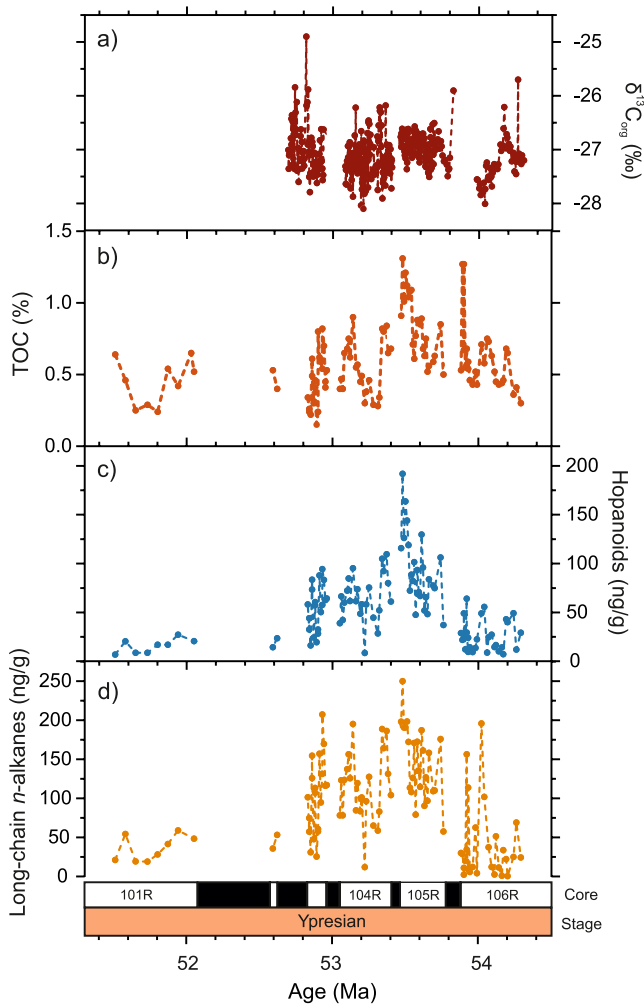 a)
-25
-26
-27
-28
δ¹³C_org (‰)
b)
1.5
1.0
0.5
0.0
TOC (%)
c)
200
150
100
50
0
Hopanoids (ng/g)
d)
250
200
150
100
50
0
Long-chain n-alkanes (ng/g)
101R 104R 105R 106R Core
Ypresian Stage
52 53 54
Age (Ma)